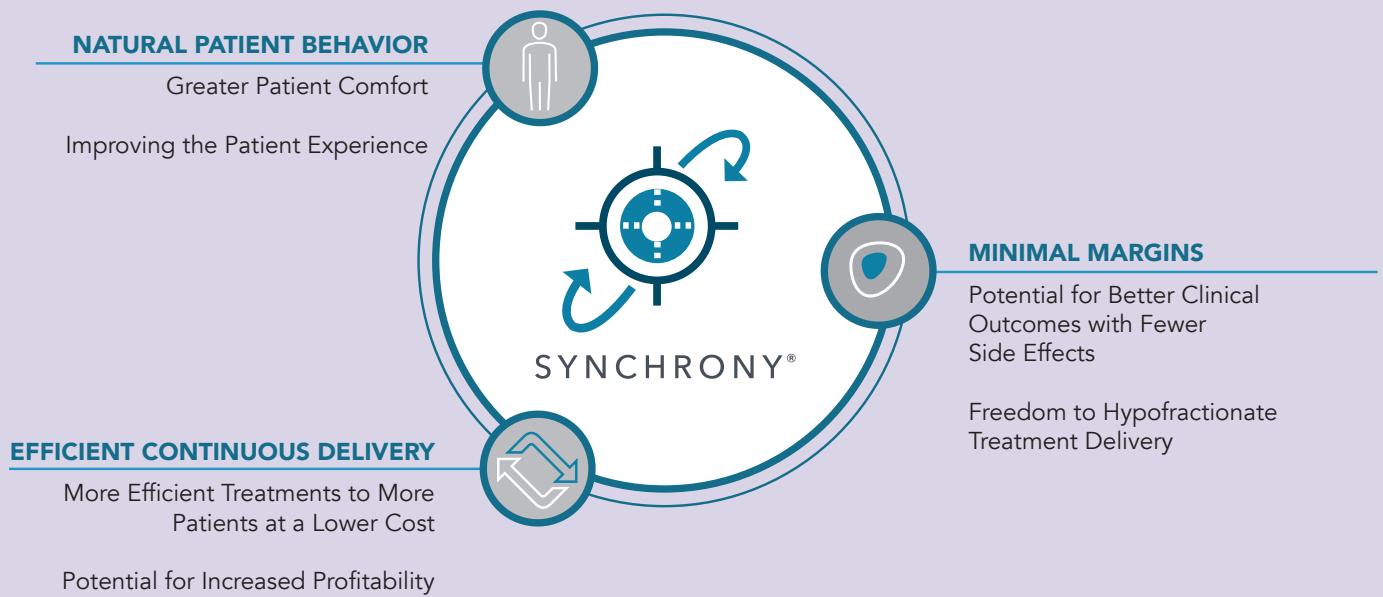 NATURAL PATIENT BEHAVIOR
Greater Patient Comfort
Improving the Patient Experience
SYNCHRONY®
MINIMAL MARGINS
Potential for Better Clinical
Outcomes with Fewer
Side Effects
Freedom to Hypofractionate
Treatment Delivery
EFFICIENT CONTINUOUS DELIVERY
More Efficient Treatments to More
Patients at a Lower Cost
Potential for Increased Profitability